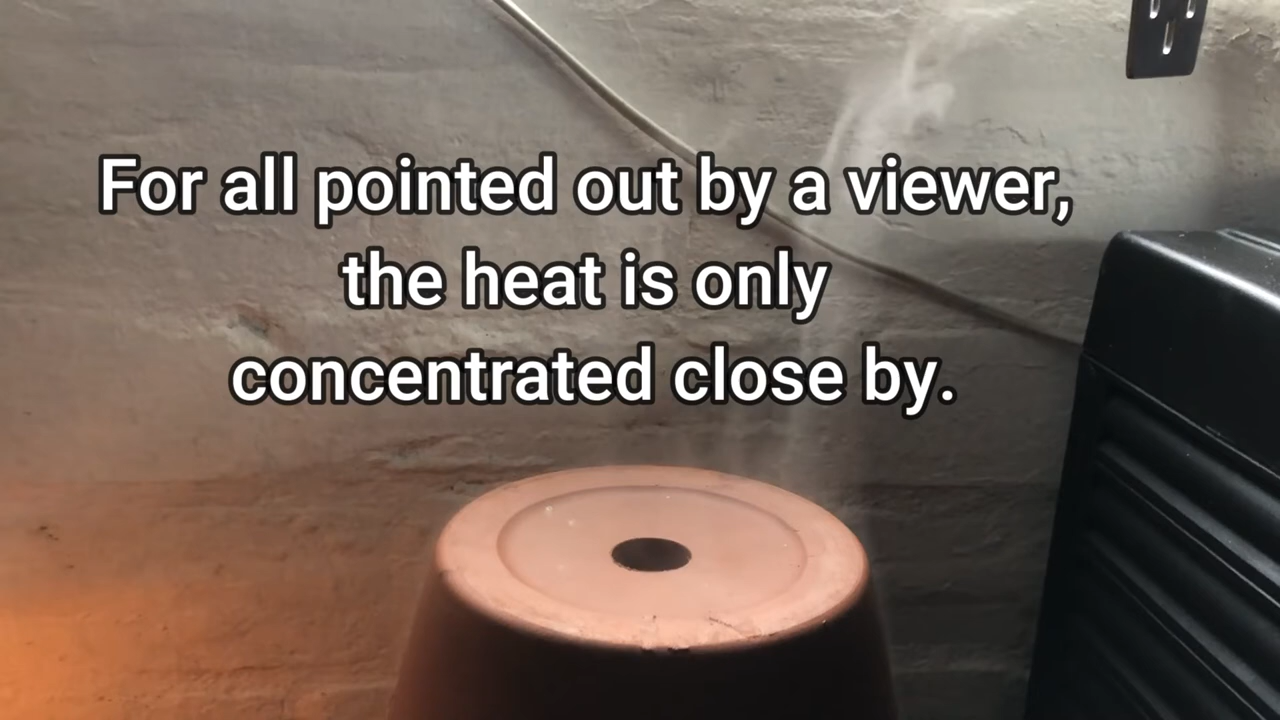 For all pointed out by a viewer,
the heat is only
concentrated close by.